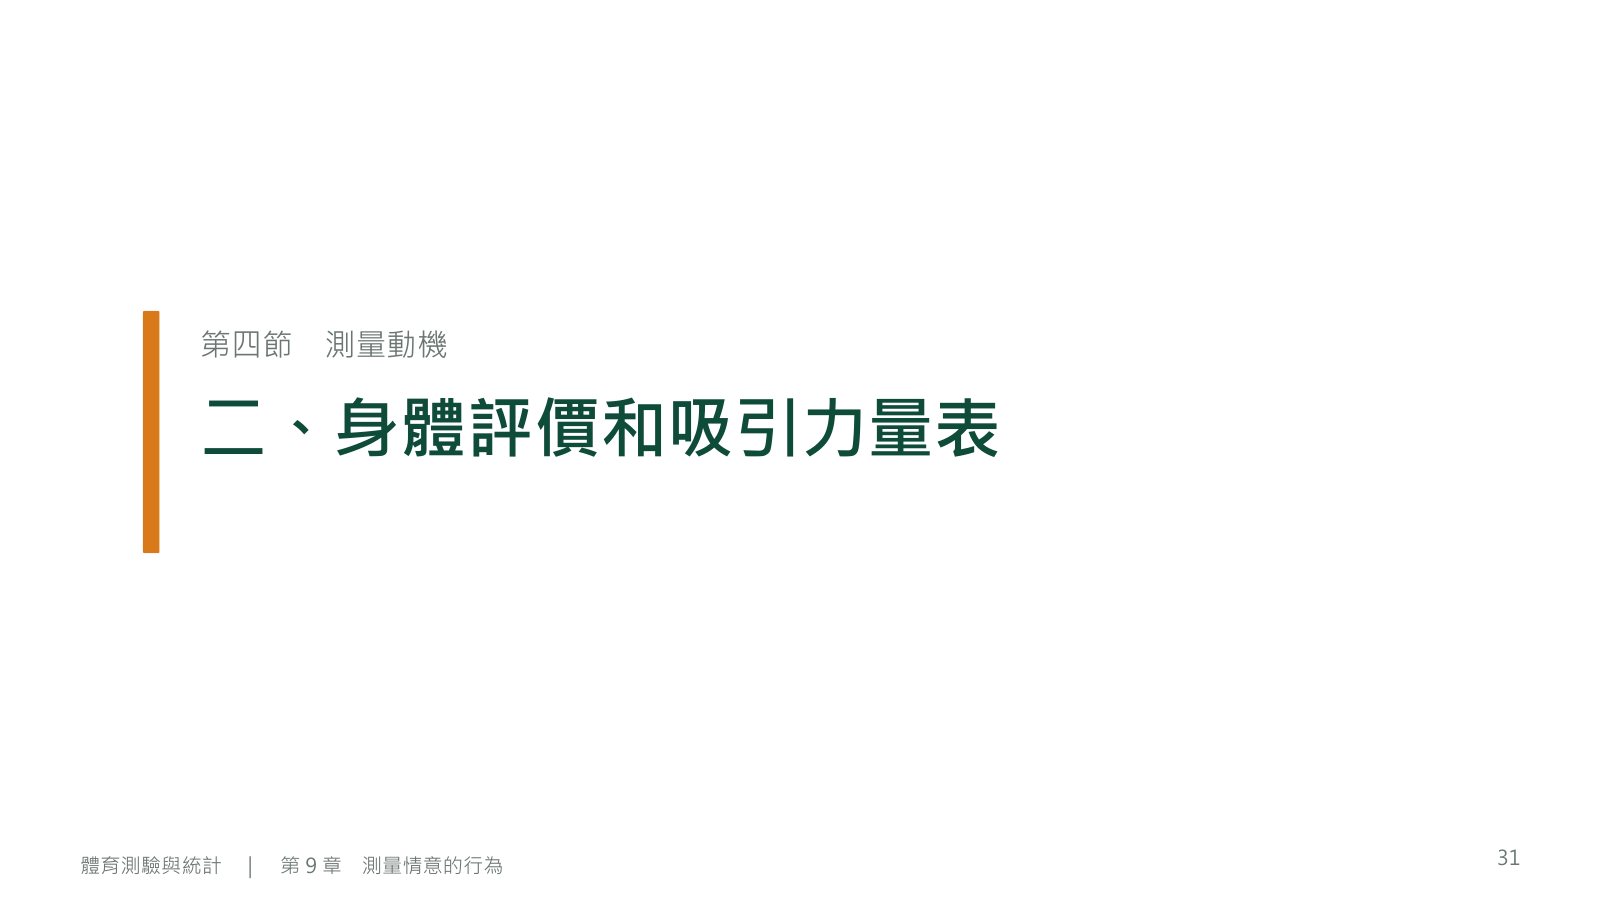 第四節　測量動機
二、身體評價和吸引力量表
體育測驗與統計　|　第 9 章　測量情意的行為
31